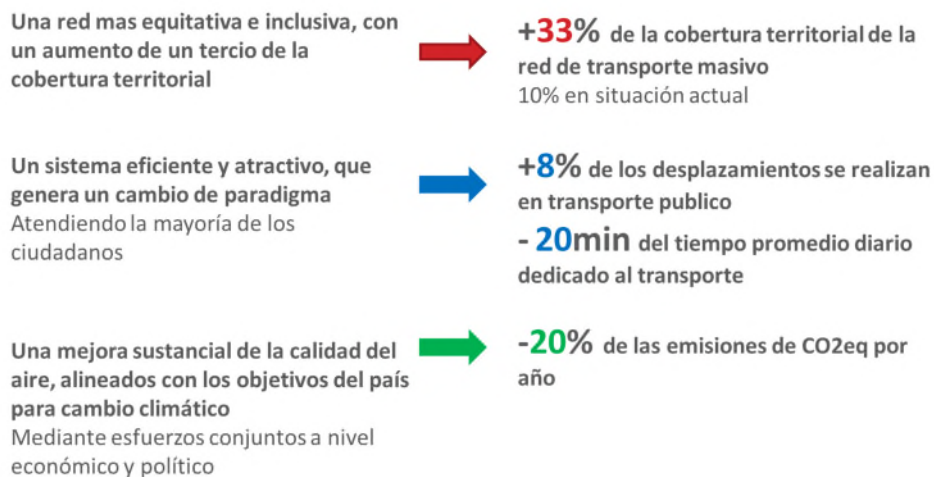 Una red mas equitativa e inclusiva, con
un aumento de un tercio de la
cobertura territorial
+33% de la cobertura territorial de la
red de transporte masivo
10% en situación actual
Un sistema eficiente y atractivo, que
genera un cambio de paradigma
Atendiendo la mayoría de los
ciudadanos
+8% de los desplazamientos se realizan
en transporte publico
- 20min del tiempo promedio diario
dedicado al transporte
Una mejora sustancial de la calidad del
aire, alineados con los objetivos del país
para cambio climático
Mediante esfuerzos conjuntos a nivel
económico y político
-20% de las emisiones de CO2eq por
año